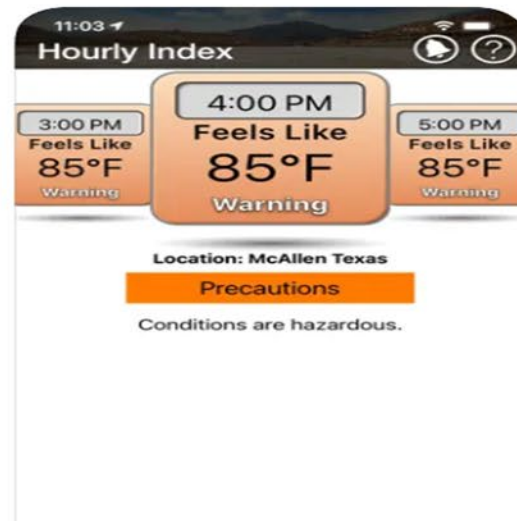 11:03
Hourly Index
?
3:00 PM
Feels Like
85°F
Warning
4:00 PM
Feels Like
85°F
Warning
5:00 PM
Feels Like
85°F
Warning
Location: McAllen Texas
Precautions
Conditions are hazardous.